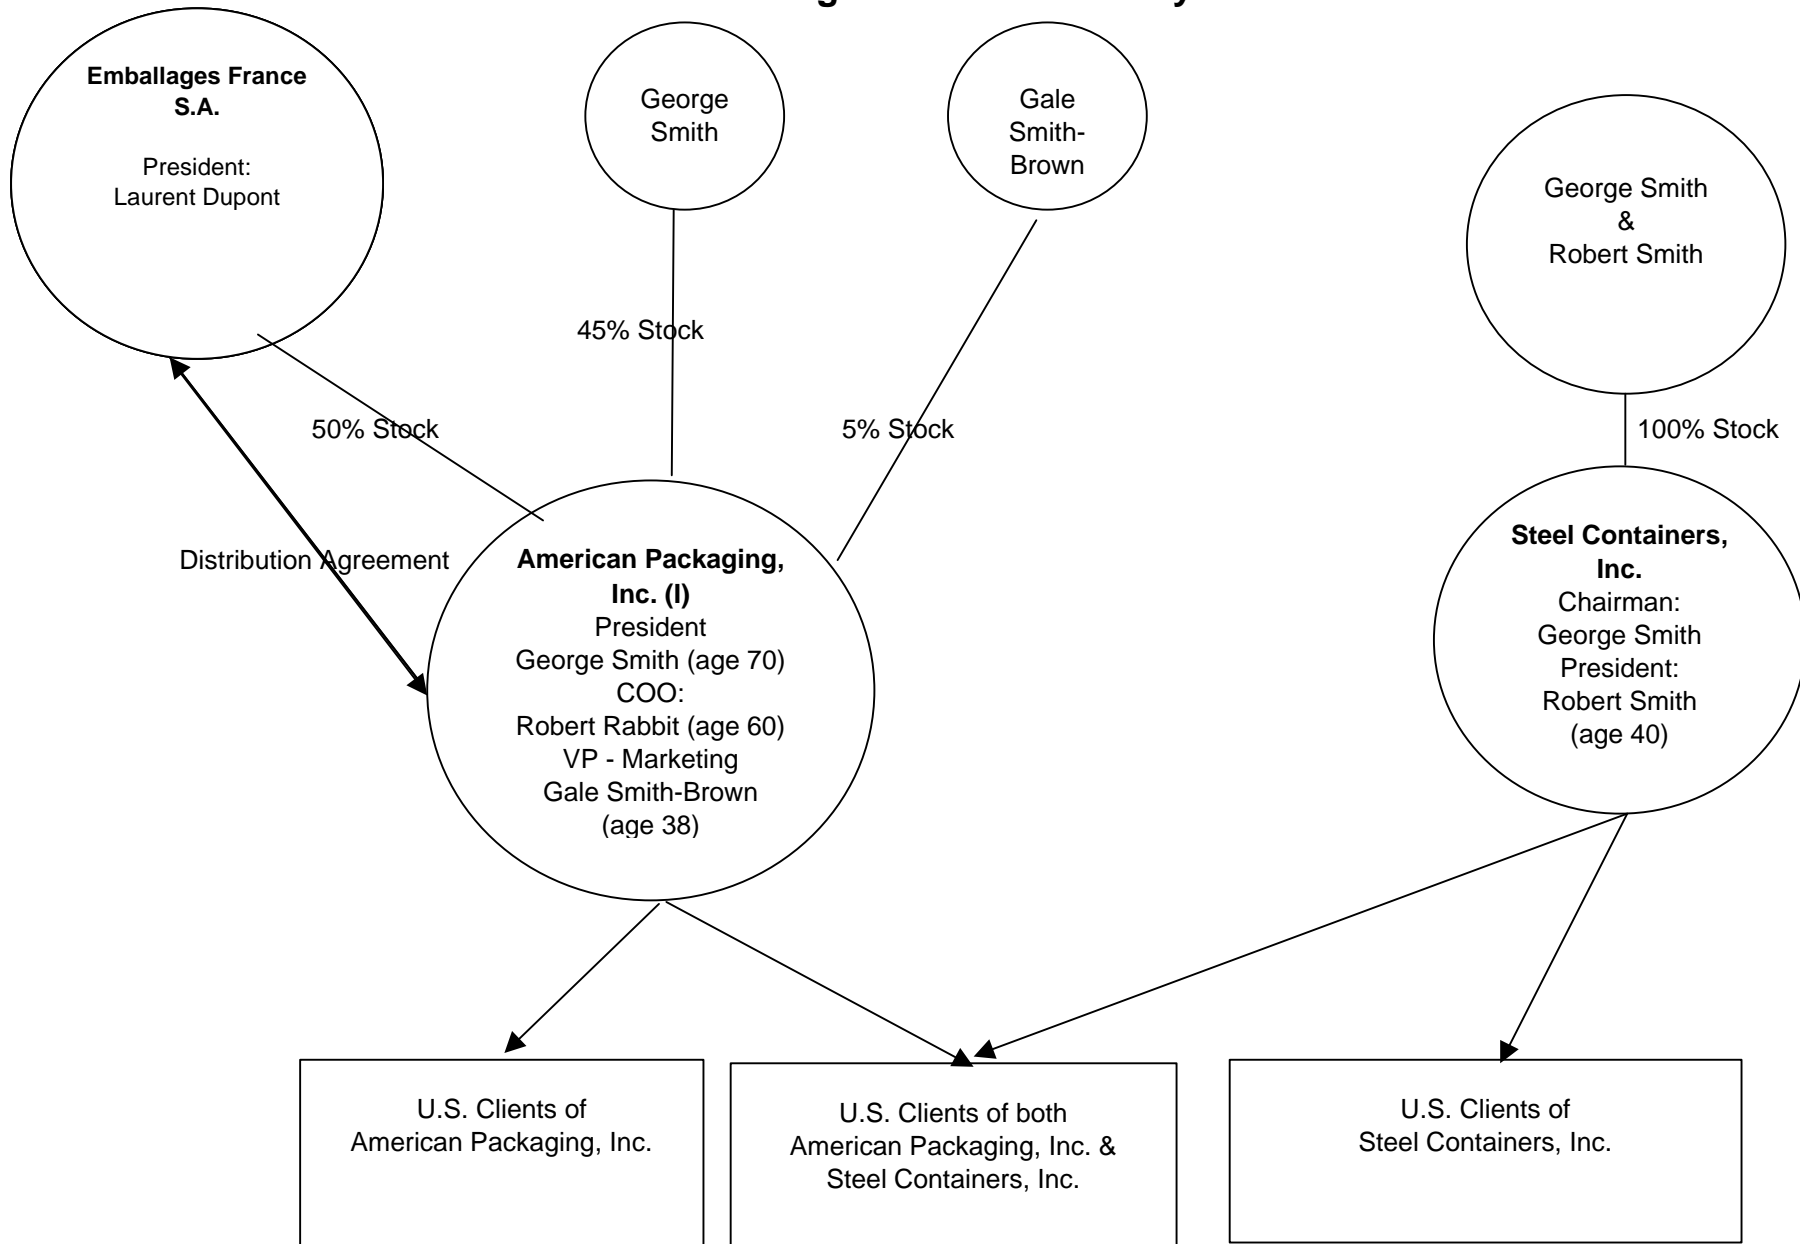 Emballages France
S.A.
President:
Laurent Dupont
George
Smith
Gale
Smith-
Brown
George Smith
&
Robert Smith
45% Stock
50% Stock
5% Stock
100% Stock
Distribution Agreement
American Packaging,
Inc. (I)
President
George Smith (age 70)
COO:
Robert Rabbit (age 60)
VP - Marketing
Gale Smith-Brown
(age 38)
Steel Containers,
Inc.
Chairman:
George Smith
President:
Robert Smith
(age 40)
U.S. Clients of
American Packaging, Inc.
U.S. Clients of both
American Packaging, Inc. &
Steel Containers, Inc.
U.S. Clients of
Steel Containers, Inc.